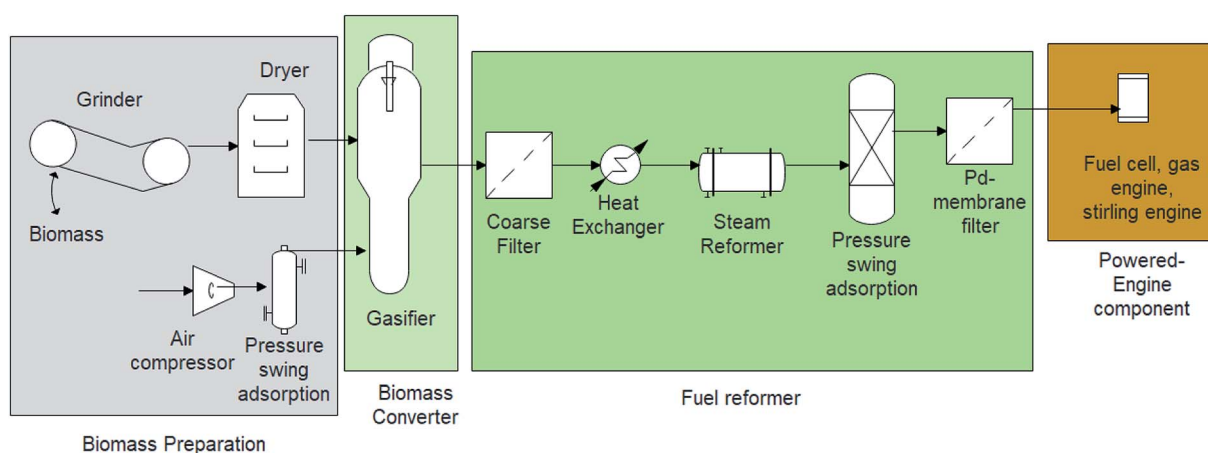 Grinder
Dryer
Biomass
Air
compressor
Pressure
swing
adsorption
Biomass Preparation
Gasifier
Biomass
Converter
Coarse
Filter
Heat
Exchanger
Steam
Reformer
Pressure
swing
adsorption
Pd-
membrane
filter
Fuel reformer
Fuel cell, gas
engine,
stirling engine
Powered-
Engine
component